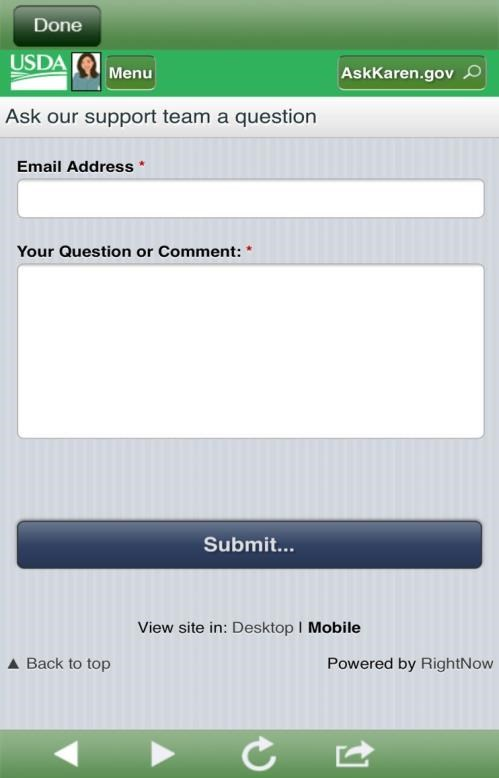 Done
USDA Menu AskKaren.gov
Ask our support team a question
Email Address *
Your Question or Comment: *
Submit...
View site in: Desktop | Mobile
▲ Back to top Powered by RightNow